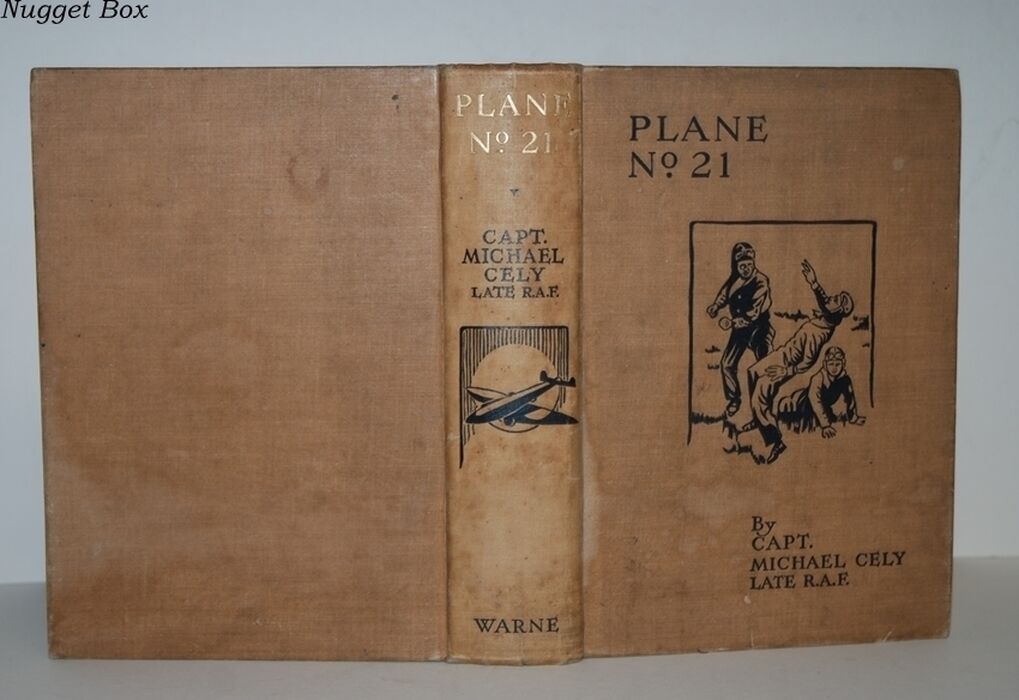 Nugget Box
PLANE
Nº 21
CAPT.
MICHAEL
CELY
LATE R.A.F.
WARNE
PLANE
Nº 21
By
CAPT.
MICHAEL CELY
LATE R.A.F.